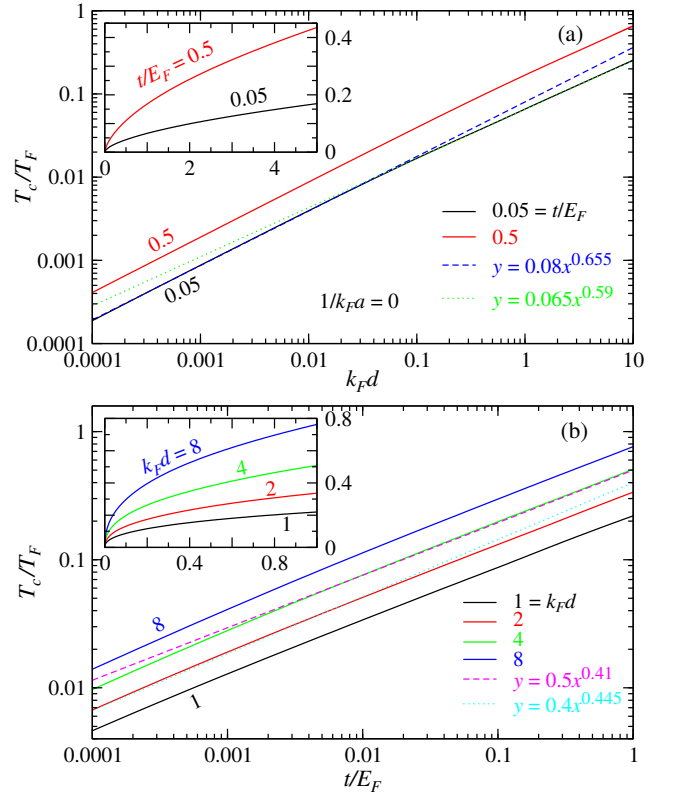 (a)
t/E_F = 0.5
0.05
0.4
0.2
0
0 2 4
1
0.1
0.01
0.001
0.0001
T_c/T_F
0.5
0.05
1/k_F a = 0
0.05 = t/E_F
0.5
y = 0.08x^0.655
y = 0.065x^0.59
0.0001 0.001 0.01 0.1 1 10
k_F d
(b)
k_F d = 8
4
2
1
0.8
0.4
0
0 0.4 0.8
1
0.1
0.01
T_c/T_F
8
1
1 = k_F d
2
4
8
y = 0.5x^0.41
y = 0.4x^0.445
0.0001 0.001 0.01 0.1 1
t/E_F